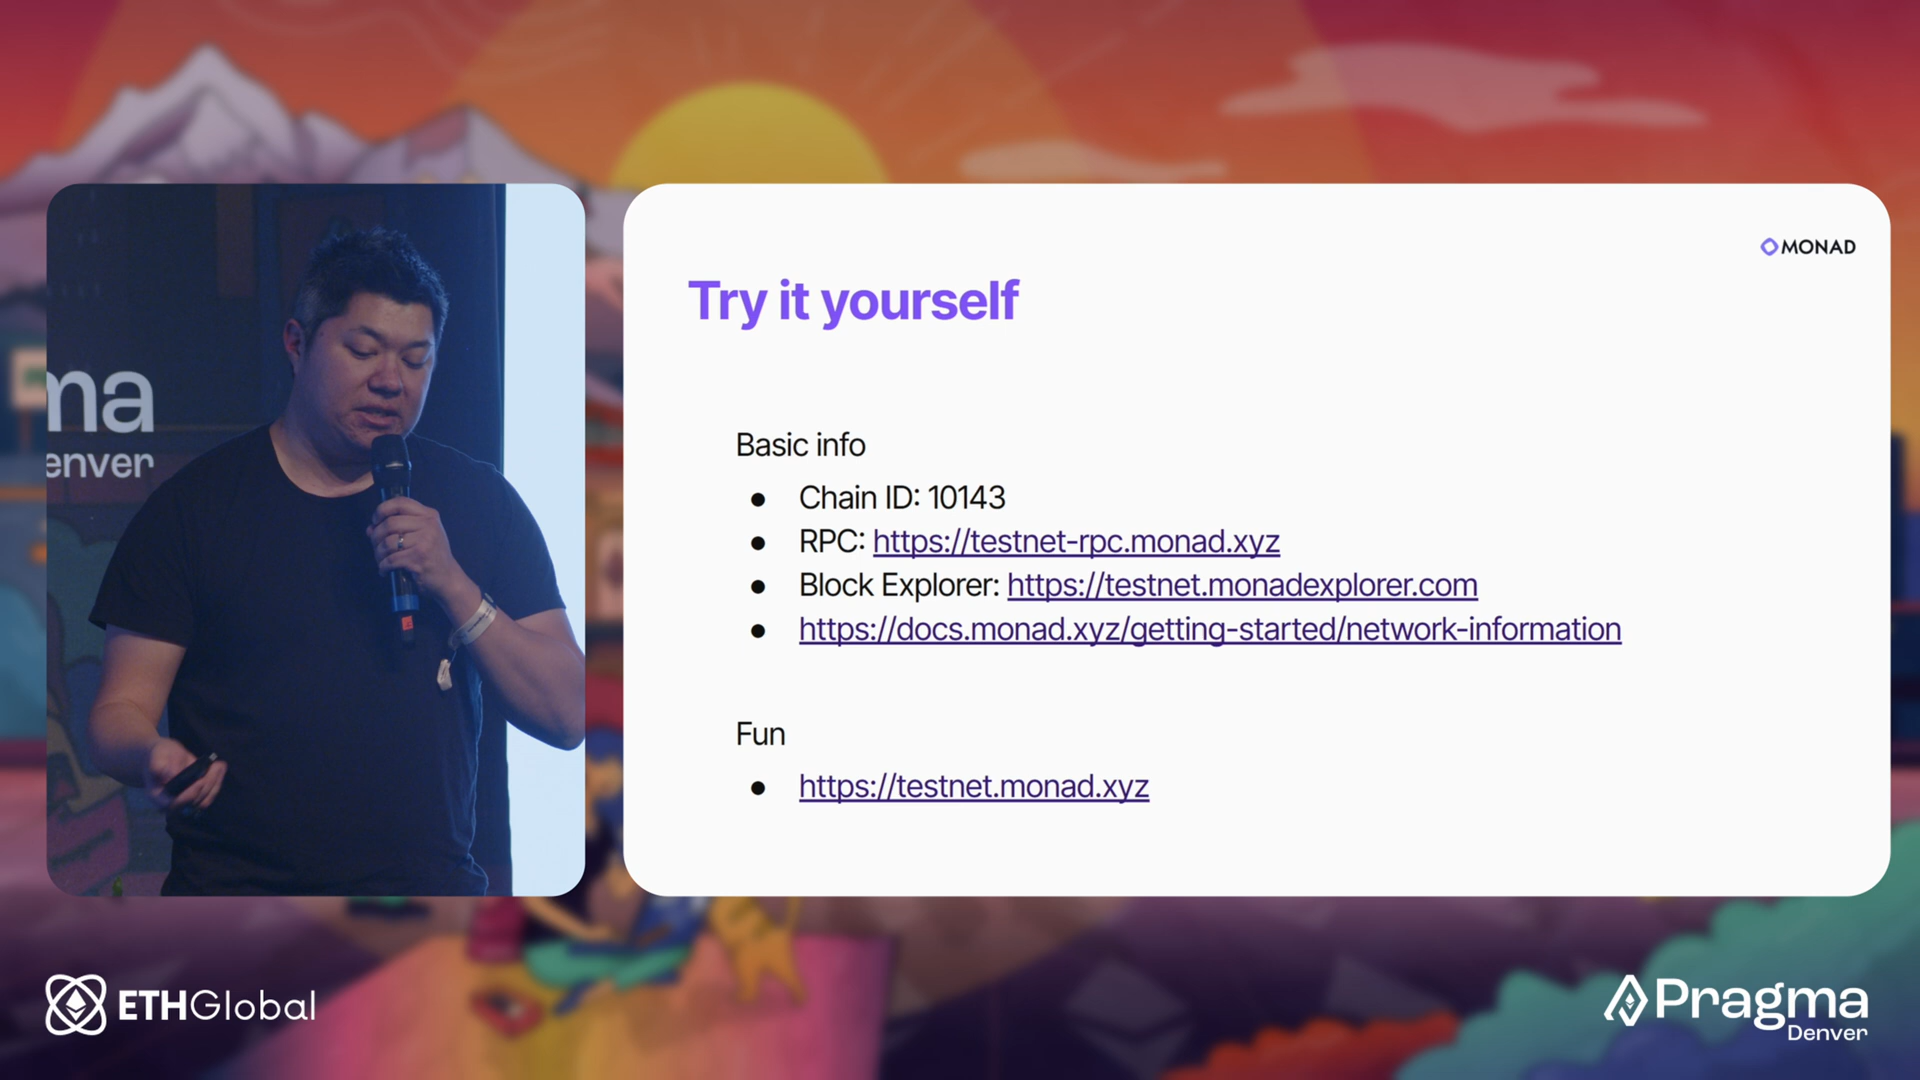 ma
enver
MONAD
Try it yourself
Basic info
● Chain ID: 10143
● RPC: https://testnet-rpc.monad.xyz
● Block Explorer: https://testnet.monadexplorer.com
● https://docs.monad.xyz/getting-started/network-information
Fun
● https://testnet.monad.xyz
ETHGlobal
Pragma
Denver